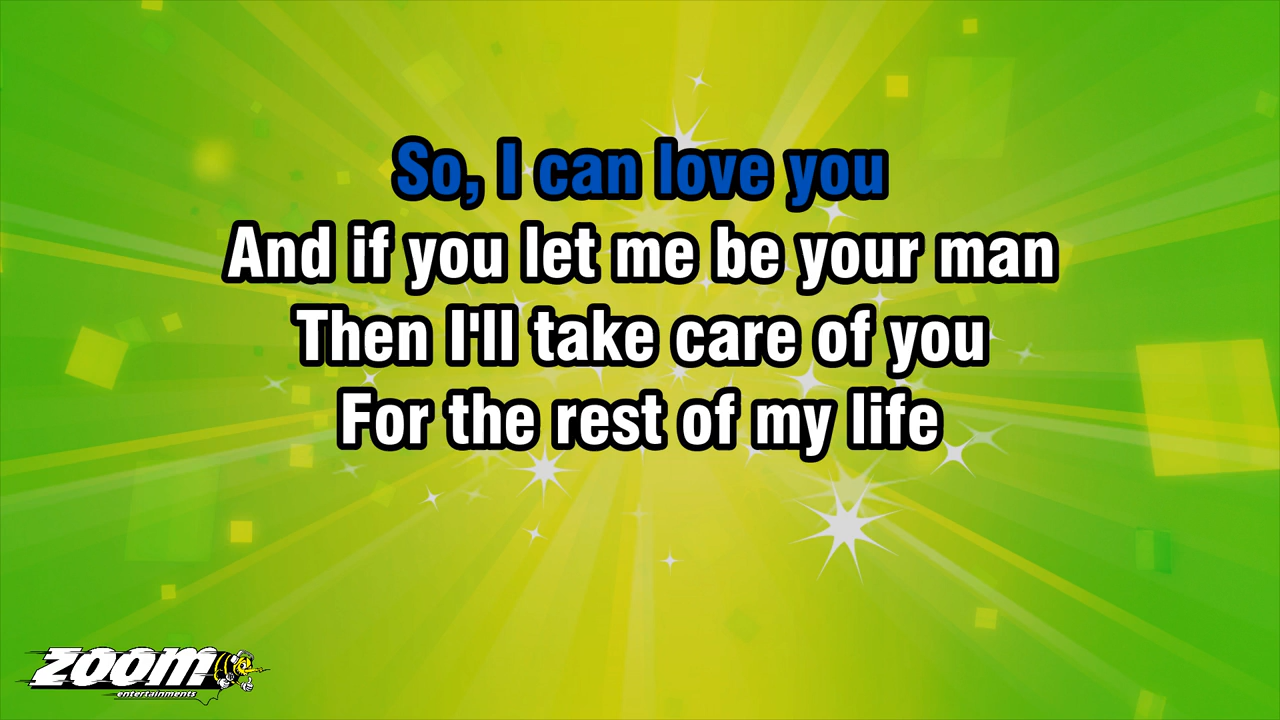 So, I can love you
And if you let me be your man
Then I'll take care of you
For the rest of my life
zoom
entertainments